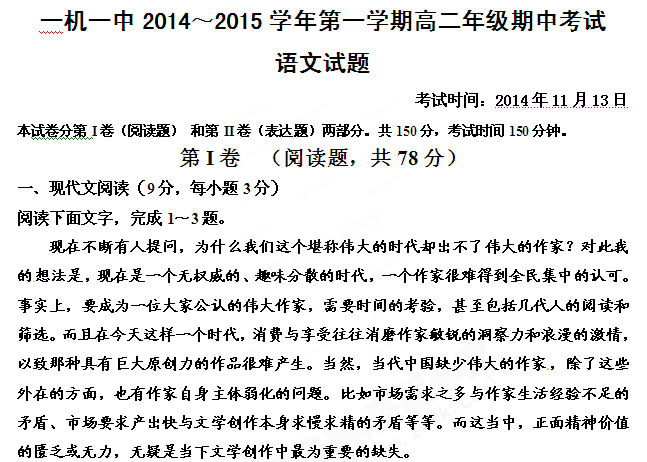 一机一中 2014～2015 学年第一学期高二年级期中考试
语文试题
考试时间：2014 年 11 月 13 日
本试卷分第 I 卷（阅读题） 和第 II 卷（表达题）两部分。共 150 分，考试时间 150 分钟。
第 I 卷 （阅读题，共 78 分）
一、现代文阅读（9 分，每小题 3 分）
阅读下面文字，完成 1～3 题。
现在不断有人提问，为什么我们这个堪称伟大的时代却出不了伟大的作家？对此我
的想法是，现在是一个无权威的、趣味分散的时代，一个作家很难得到全民集中的认可。
事实上，要成为一位大家公认的伟大作家，需要时间的考验，甚至包括几代人的阅读和
筛选。而且在今天这样一个时代，消费与享受往往消磨作家敏锐的洞察力和浪漫的激情，
以致那种具有巨大原创力的作品很难产生。当然，当代中国缺少伟大的作家，除了这些
外在的方面，也有作家自身主体弱化的问题。比如市场需求之多与作家生活经验不足的
矛盾、市场要求产出快与文学创作本身求慢求精的矛盾等等。而这当中，正面精神价值
的匮乏或无力，无疑是当下文学创作中最为重要的缺失。